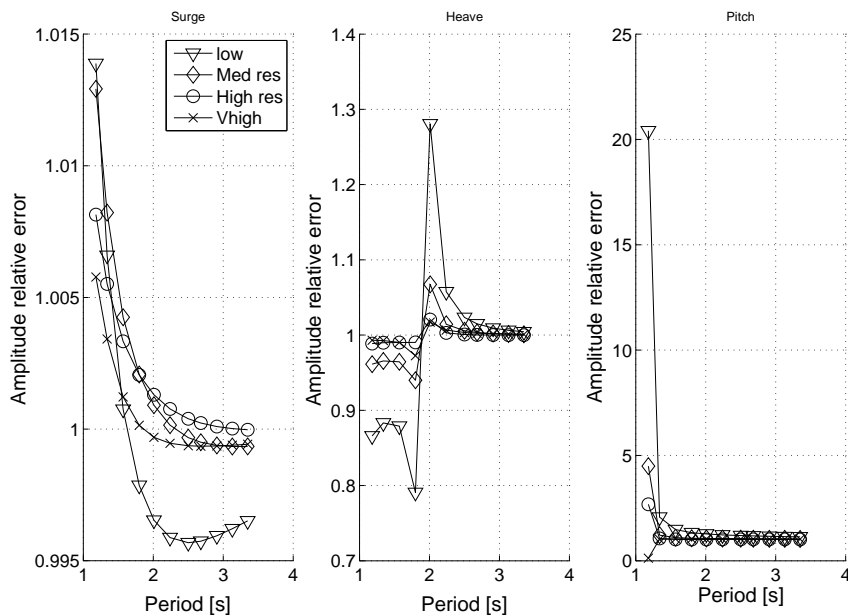 Surge
Heave
Pitch
1.015
1.01
1.005
1
0.995
Amplitude relative error
1
2
3
4
Period [s]
low
Med res
High res
Vhigh
1.4
1.3
1.2
1.1
1
0.9
0.8
0.7
Amplitude relative error
1
2
3
4
Period [s]
25
20
15
10
5
0
Amplitude relative error
1
2
3
4
Period [s]